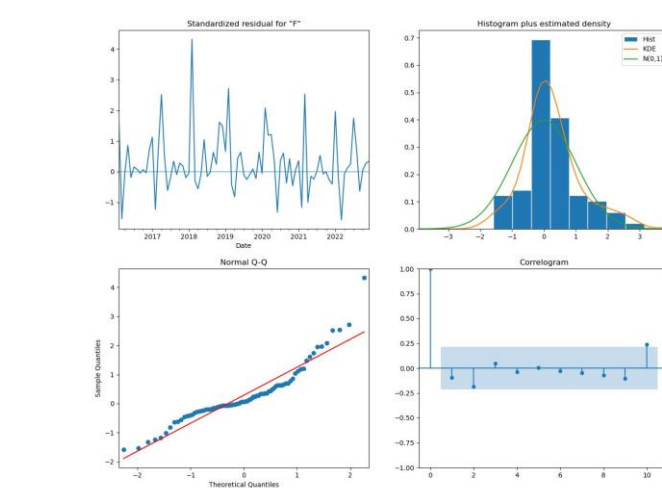 Standardized residual for "F"
4
3
2
1
0
−1
2017 2018 2019 2020 2021 2022
Date
Histogram plus estimated density
Hist
KDE
N(0,1)
0.7
0.6
0.5
0.4
0.3
0.2
0.1
0.0
−3 −2 −1 0 1 2 3
Normal Q-Q
Sample Quantiles
4
3
2
1
0
−1
−2
−2 −1 0 1 2
Theoretical Quantiles
Correlogram
1.00
0.75
0.50
0.25
0.00
−0.25
−0.50
−0.75
−1.00
0 2 4 6 8 10